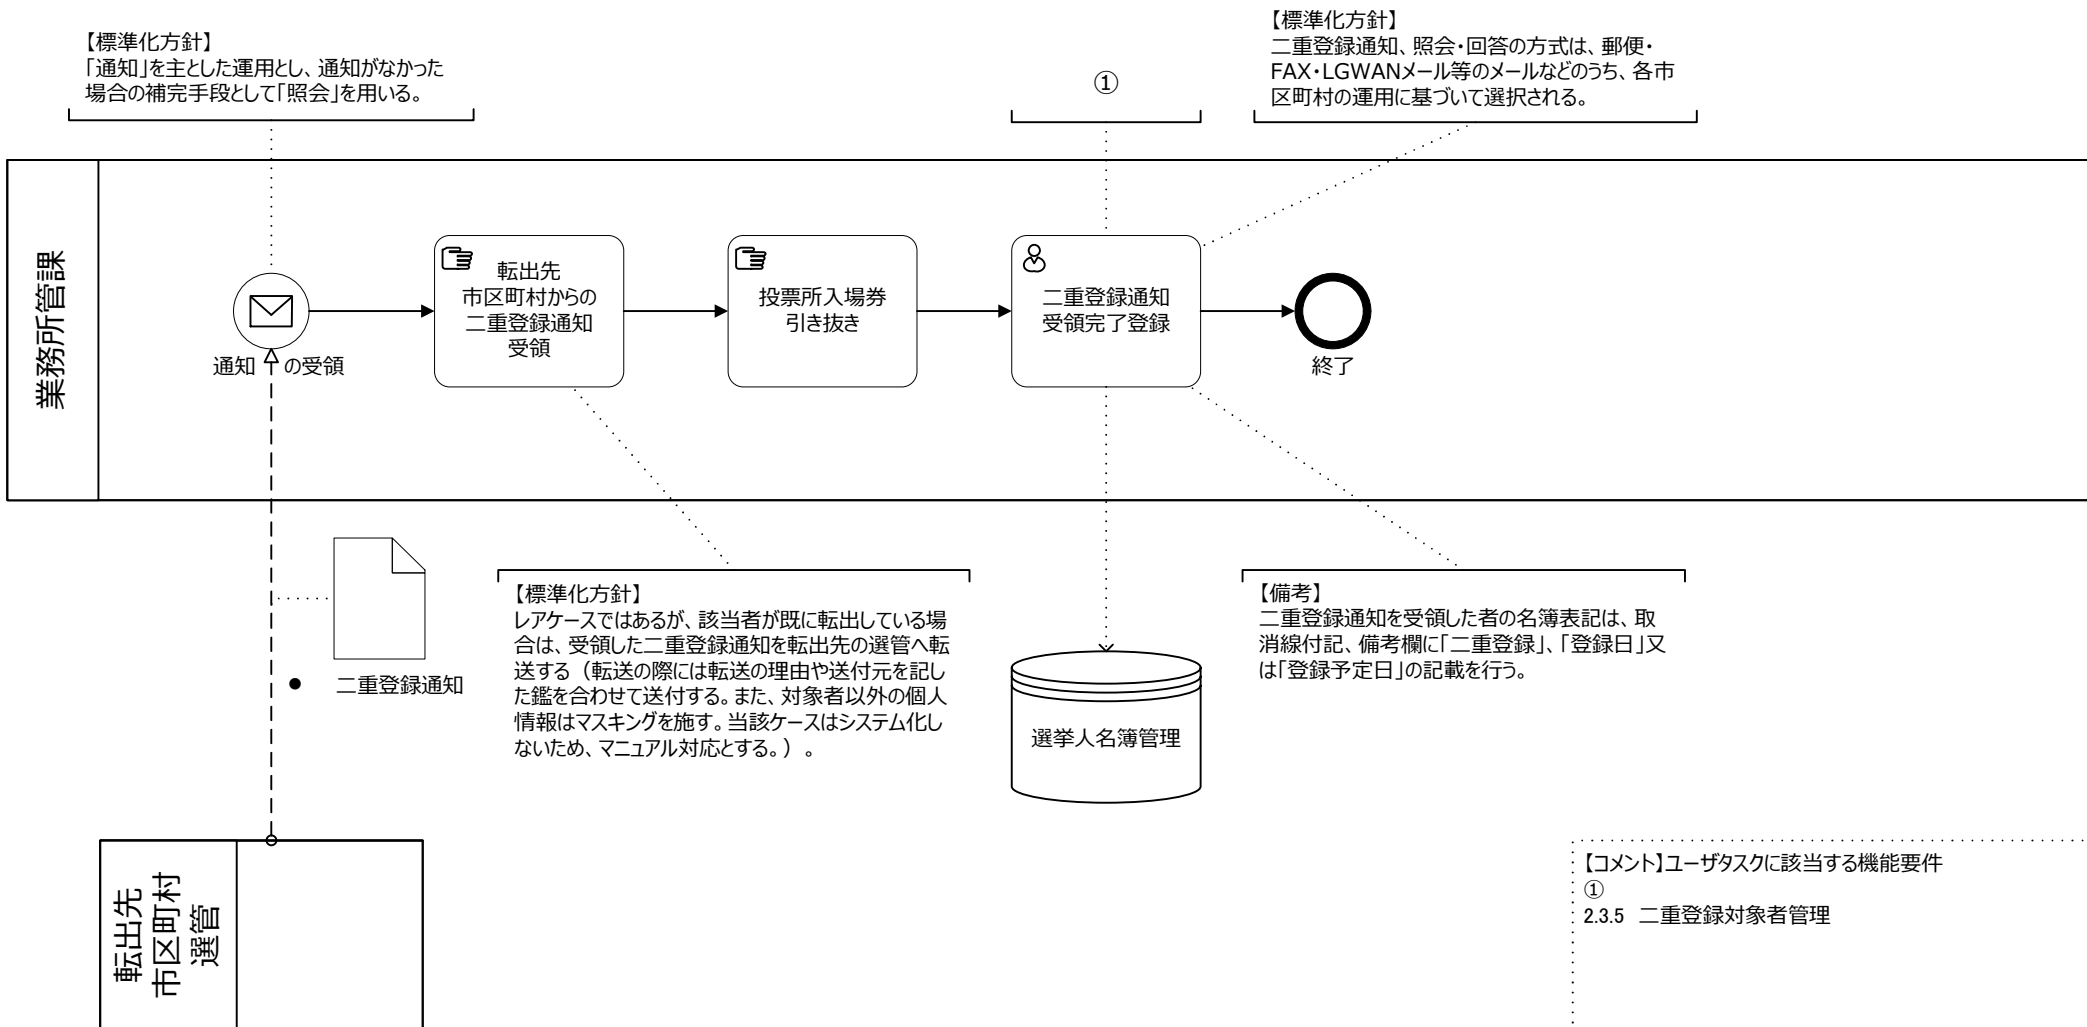 【標準化方針】
「通知」を主とした運用とし、通知がなかった
場合の補完手段として「照会」を用いる。
①
【標準化方針】
二重登録通知、照会・回答の方式は、郵便・
FAX・LGWANメール等のメールなどのうち、各市
区町村の運用に基づいて選択される。
業務所管課
通知の受領
転出先
市区町村からの
二重登録通知
受領
投票所入場券
引き抜き
二重登録通知
受領完了登録
終了
● 二重登録通知
【標準化方針】
レアケースではあるが、該当者が既に転出している場
合は、受領した二重登録通知を転出先の選管へ転
送する（転送の際には転送の理由や送付元を記し
た鑑を合わせて送付する。また、対象者以外の個人
情報はマスキングを施す。当該ケースはシステム化し
ないため、マニュアル対応とする。）。
選挙人名簿管理
【備考】
二重登録通知を受領した者の名簿表記は、取
消線付記、備考欄に「二重登録」、「登録日」又
は「登録予定日」の記載を行う。
転出先
市区町村
選管
【コメント】ユーザタスクに該当する機能要件
①
2.3.5 二重登録対象者管理